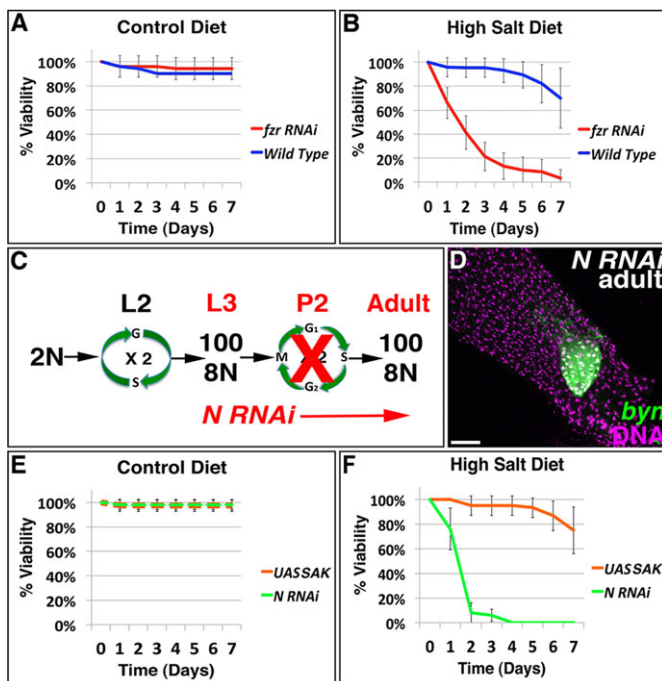 A
Control Diet
% Viability
100%
80%
60%
40%
20%
0%
0 1 2 3 4 5 6 7
Time (Days)
fzr RNAi
Wild Type
B
High Salt Diet
% Viability
100%
80%
60%
40%
20%
0%
0 1 2 3 4 5 6 7
Time (Days)
fzr RNAi
Wild Type
C
L2 L3 P2 Adult
2N
G
X 2
S
100
8N
G1
M X2 S
G2
100
8N
N RNAi
D
N RNAi
adult
byn
DNA
E
Control Diet
% Viability
100%
80%
60%
40%
20%
0%
0 1 2 3 4 5 6 7
Time (Days)
UASSAK
N RNAi
F
High Salt Diet
% Viability
100%
80%
60%
40%
20%
0%
0 1 2 3 4 5 6 7
Time (Days)
UASSAK
N RNAi